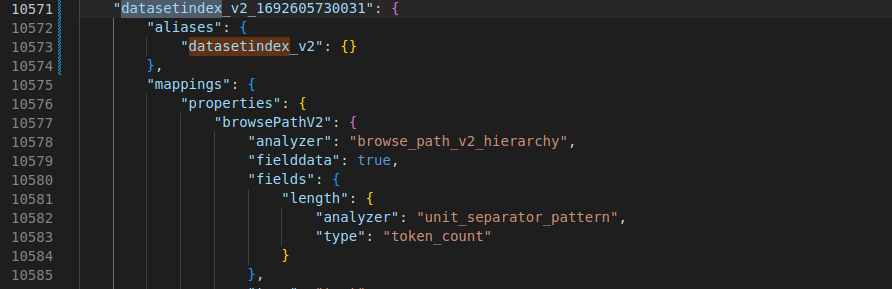 10571 "datasetindex_v2_1692605730031": {
10572 "aliases": {
10573 "datasetindex_v2": {}
10574 },
10575 "mappings": {
10576 "properties": {
10577 "browsePathV2": {
10578 "analyzer": "browse_path_v2_hierarchy",
10579 "fielddata": true,
10580 "fields": {
10581 "length": {
10582 "analyzer": "unit_separator_pattern",
10583 "type": "token_count"
10584 }
10585 },